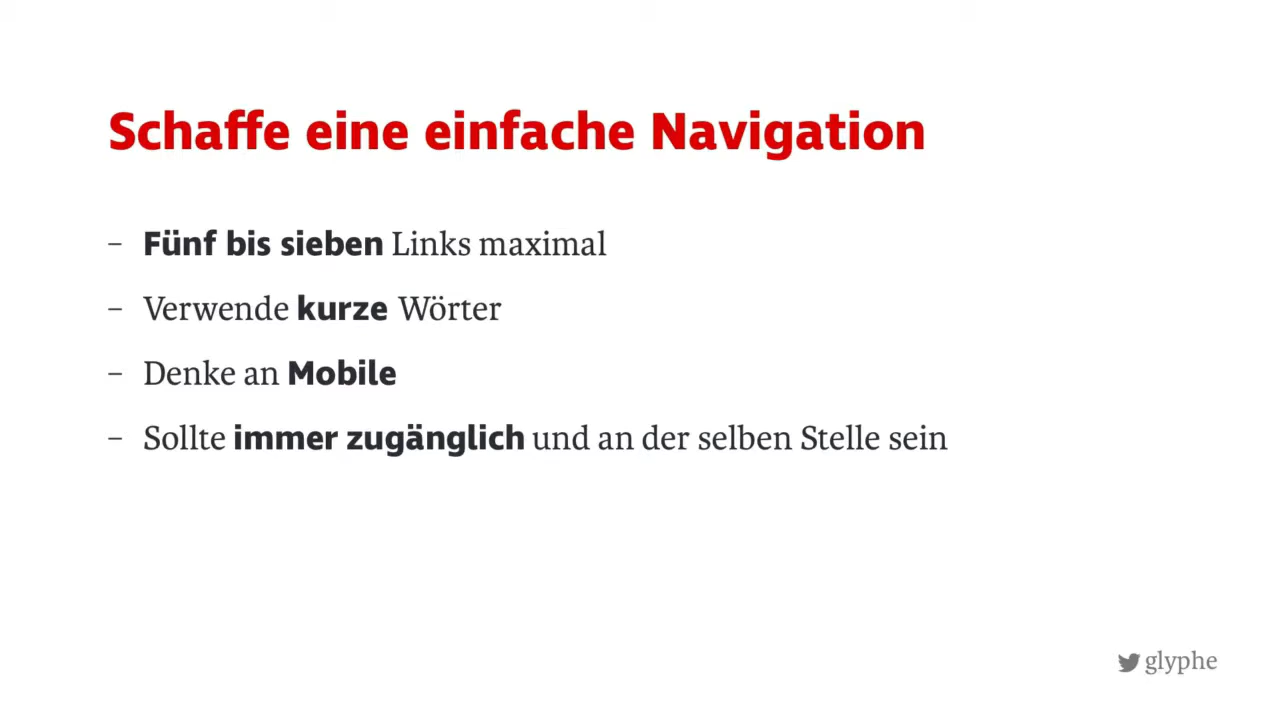 Schaffe eine einfache Navigation
– Fünf bis sieben Links maximal
– Verwende kurze Wörter
– Denke an Mobile
– Sollte immer zugänglich und an der selben Stelle sein
glyphe